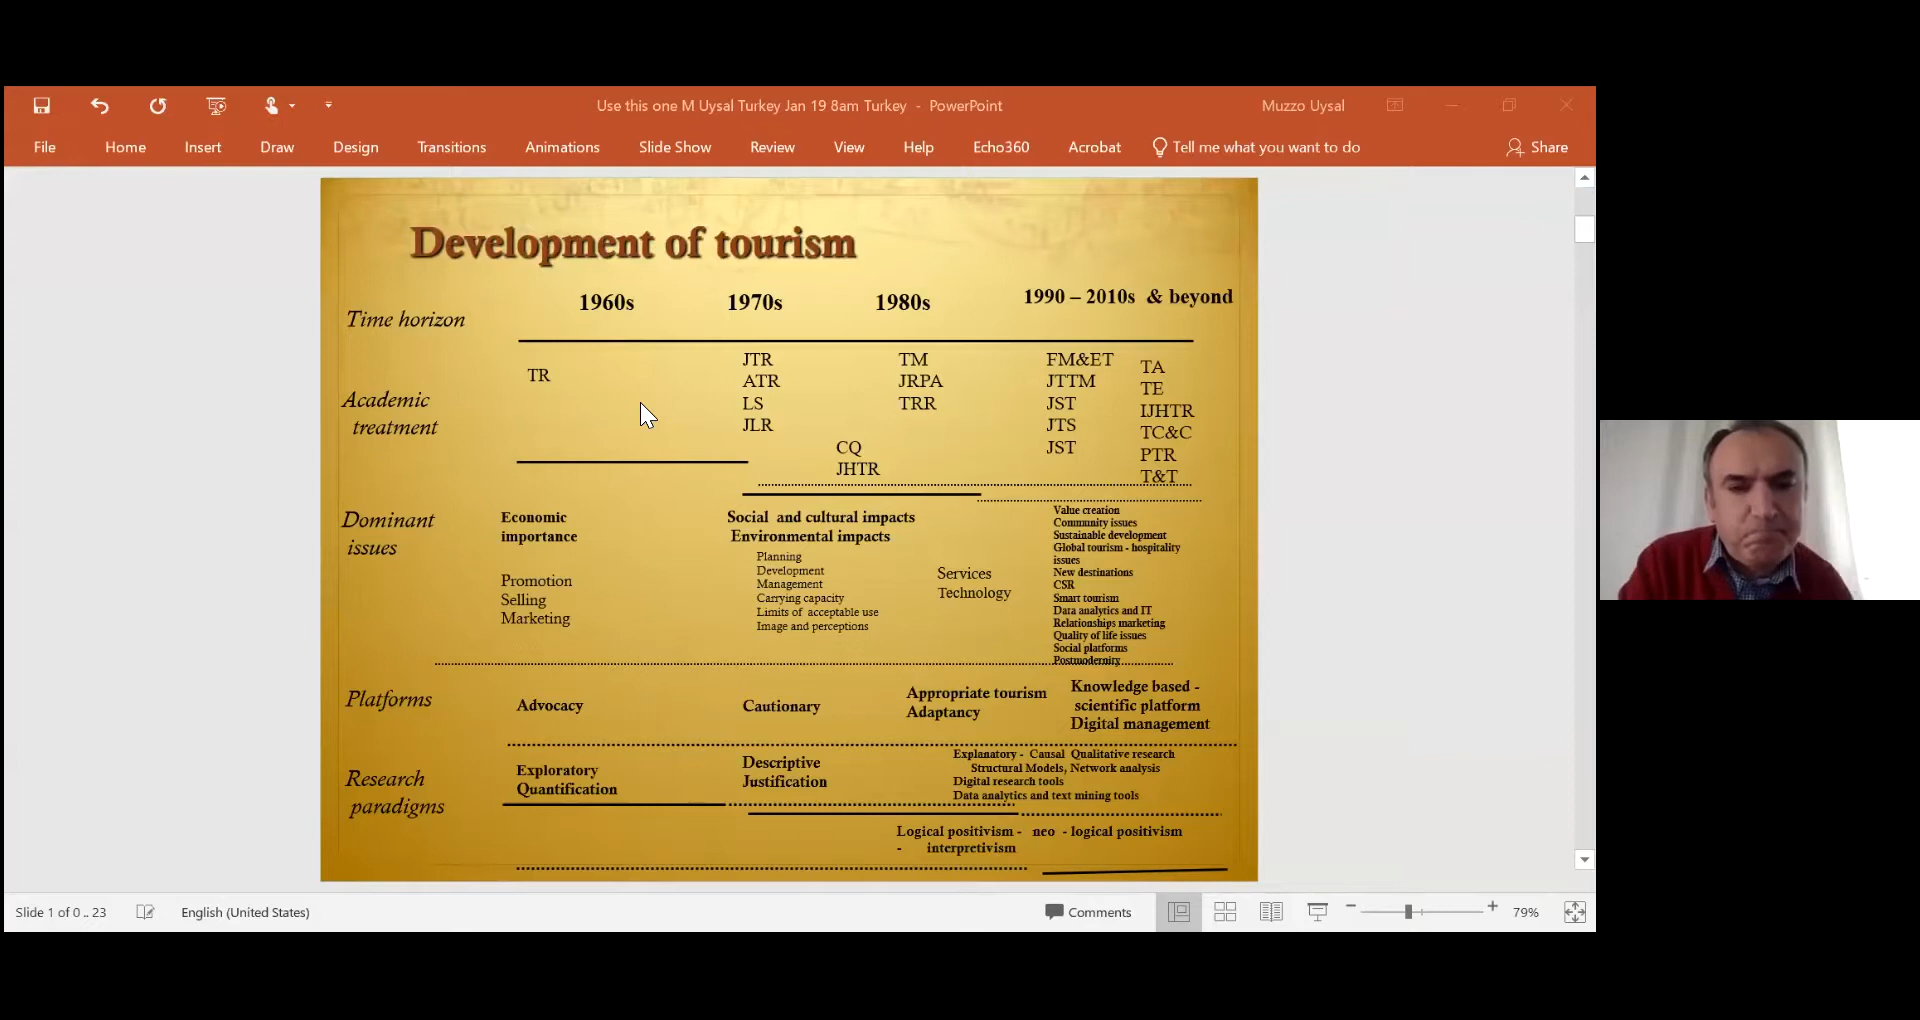 Use this one M Uysal Turkey Jan 19 8am Turkey - PowerPoint
Muzzo Uysal
File Home Insert Draw Design Transitions Animations Slide Show Review View Help Echo360 Acrobat Tell me what you want to do Share
Development of tourism
Time horizon
1960s
1970s
1980s
1990 – 2010s & beyond
Academic
treatment
TR
JTR
ATR
LS
JLR
CQ
JHTR
TM
JRPA
TRR
FM&ET
JTTM
JST
JTS
JST
TA
TE
IJHTR
TC&C
PTR
T&T
Dominant
issues
Economic
importance
Promotion
Selling
Marketing
Social and cultural impacts
Environmental impacts
Planning
Development
Management
Carrying capacity
Limits of acceptable use
Image and perceptions
Services
Technology
Value creation
Community issues
Sustainable development
Global tourism - hospitality
issues
New destinations
CSR
Smart tourism
Data analytics and IT
Relationships marketing
Quality of life issues
Social platforms
Postmodernity
Platforms
Advocacy
Cautionary
Appropriate tourism
Adaptancy
Knowledge based -
scientific platform
Digital management
Research
paradigms
Exploratory
Quantification
Descriptive
Justification
Explanatory - Causal Qualitative research
Structural Models, Network analysis
Digital research tools
Data analytics and text mining tools
Logical positivism - neo - logical positivism
- interpretivism
Slide 1 of 0 .. 23
English (United States)
Comments
79%